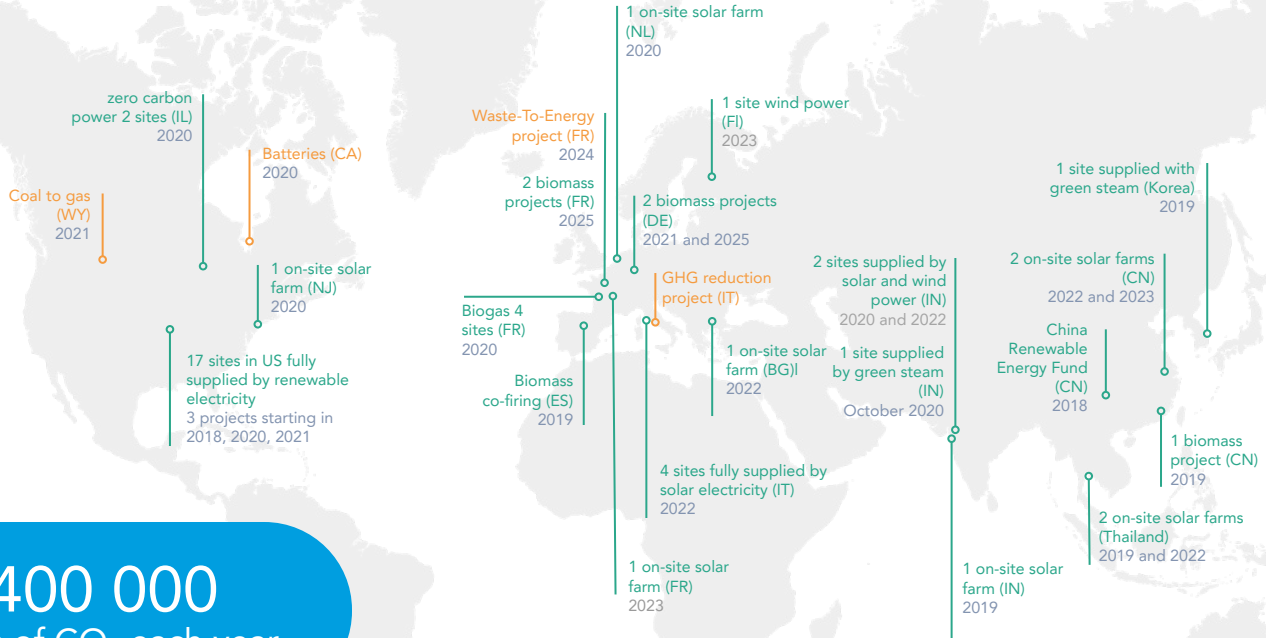 1 on-site solar farm
(NL)
2020
zero carbon
power 2 sites (IL)
2020
Batteries (CA)
2020
Coal to gas
(WY)
2021
1 on-site solar
farm (NJ)
2020
17 sites in US fully
supplied by renewable
electricity
3 projects starting in
2018, 2020, 2021
Waste-To-Energy
project (FR)
2024
2 biomass
projects (FR)
2025
1 site wind power
(FI)
2023
2 biomass projects
(DE)
2021 and 2025
GHG reduction
project (IT)
Biogas 4
sites (FR)
2020
Biomass
co-firing (ES)
2019
1 on-site solar
farm (BG)l
2022
4 sites fully supplied by
solar electricity (IT)
2022
1 on-site solar
farm (FR)
2023
2 sites supplied by
solar and wind
power (IN)
2020 and 2022
1 site supplied
by green steam
(IN)
October 2020
1 on-site solar
farm (IN)
2019
1 site supplied with
green steam (Korea)
2019
2 on-site solar farms
(CN)
2022 and 2023
China
Renewable
Energy Fund
(CN)
2018
1 biomass
project (CN)
2019
2 on-site solar farms
(Thailand)
2019 and 2022
400 000
of CO₂ each year